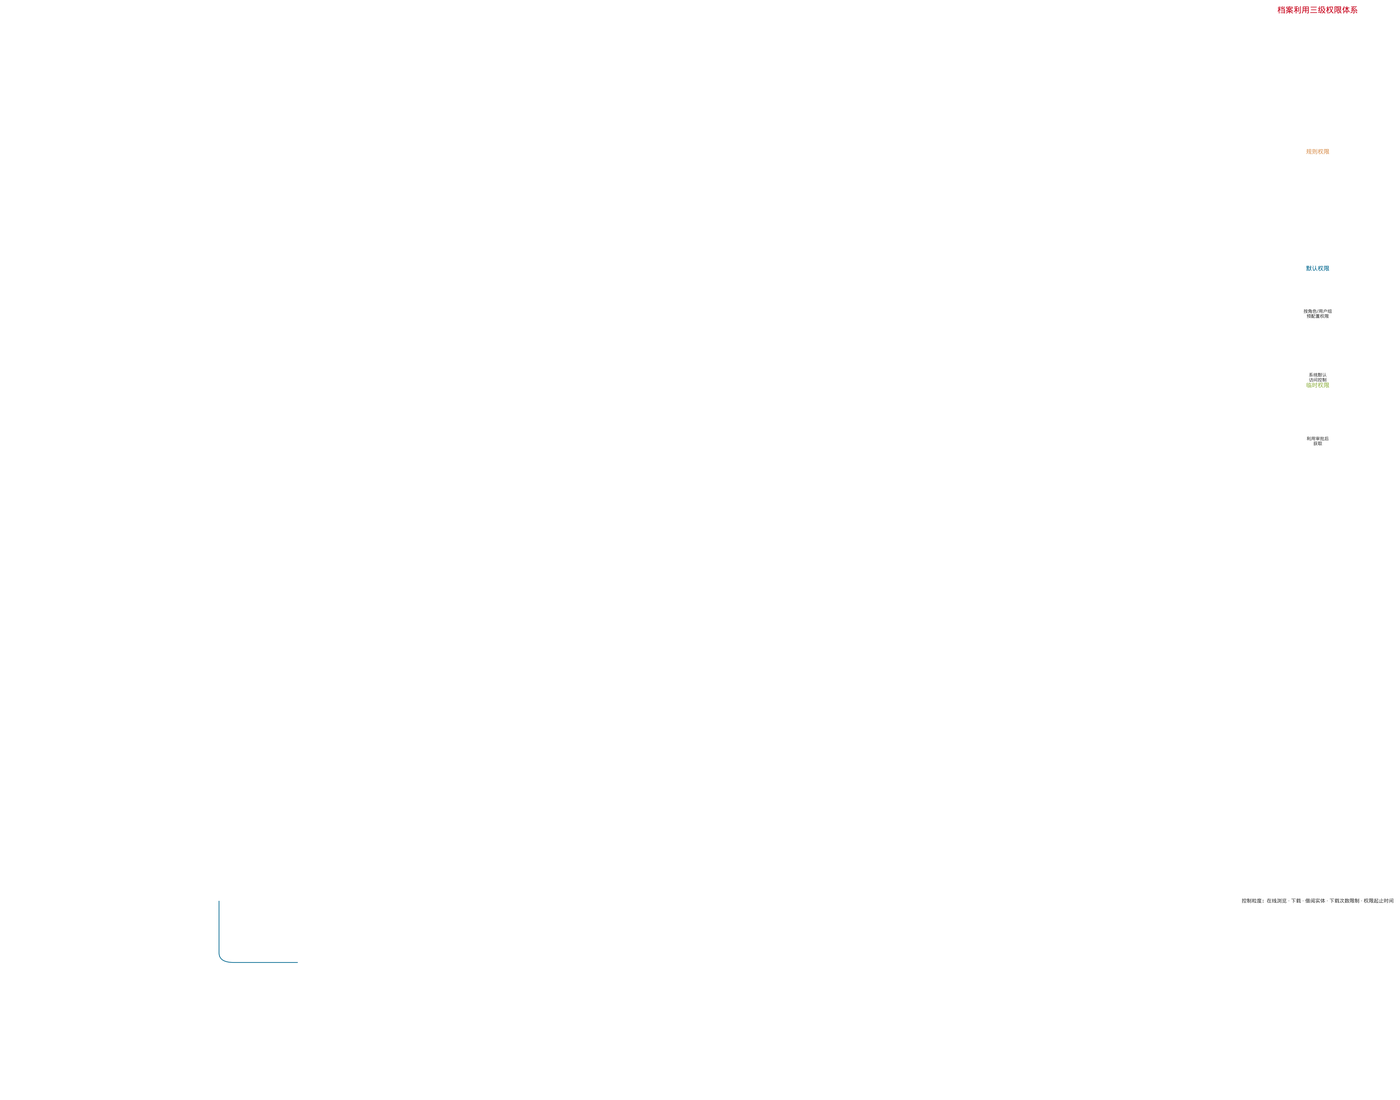 档案利用三级权限体系
规则权限
默认权限
按角色/用户组
预配置权限
系统默认
访问控制
临时权限
利用审批后
获取
控制粒度：在线浏览 · 下载 · 借阅实体 · 下载次数限制 · 权限起止时间